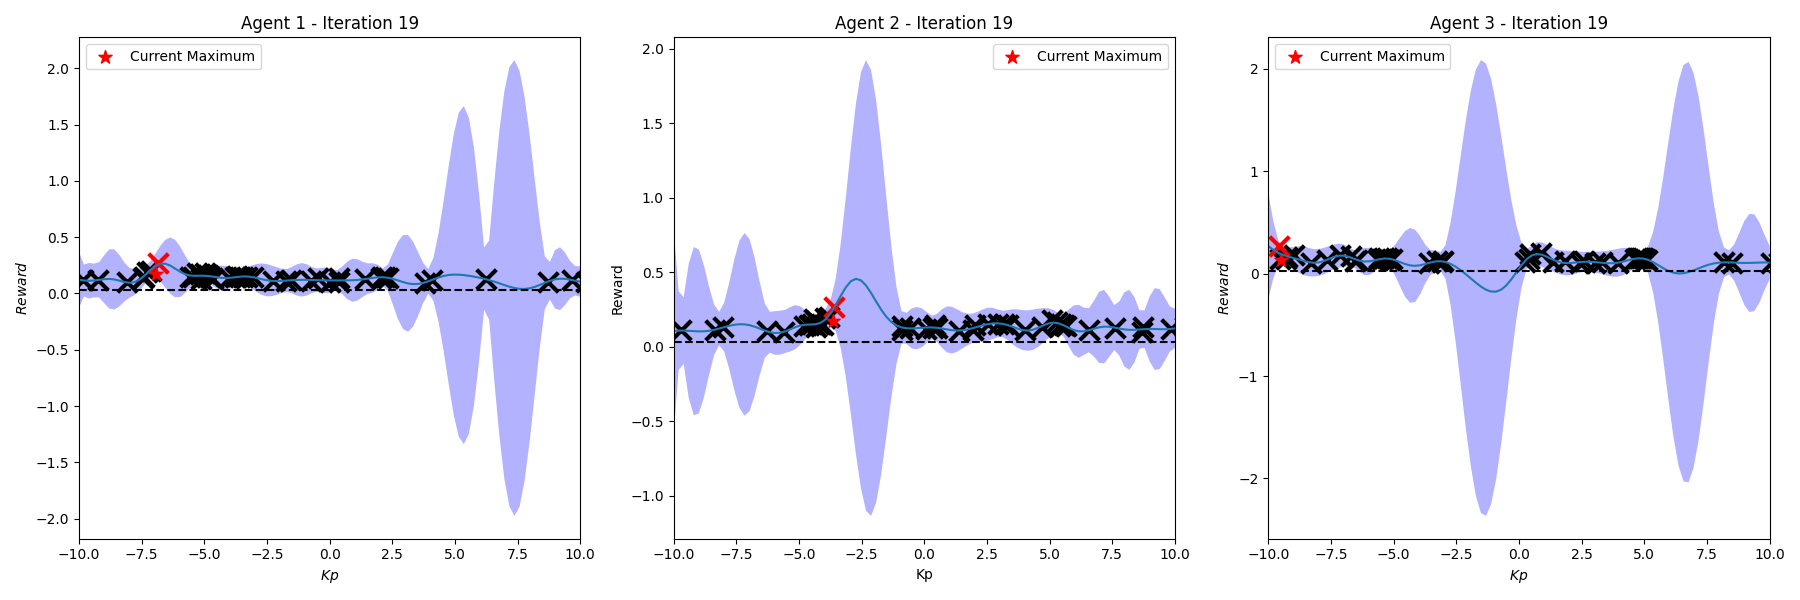 Agent 1 - Iteration 19
Current Maximum
2.0
1.5
1.0
0.5
0.0
−0.5
−1.0
−1.5
−2.0
Reward
−10.0 −7.5 −5.0 −2.5 0.0 2.5 5.0 7.5 10.0
Kp
Agent 2 - Iteration 19
Current Maximum
2.0
1.5
1.0
0.5
0.0
−0.5
−1.0
Reward
−10.0 −7.5 −5.0 −2.5 0.0 2.5 5.0 7.5 10.0
Kp
Agent 3 - Iteration 19
Current Maximum
2
1
0
−1
−2
Reward
−10.0 −7.5 −5.0 −2.5 0.0 2.5 5.0 7.5 10.0
Kp